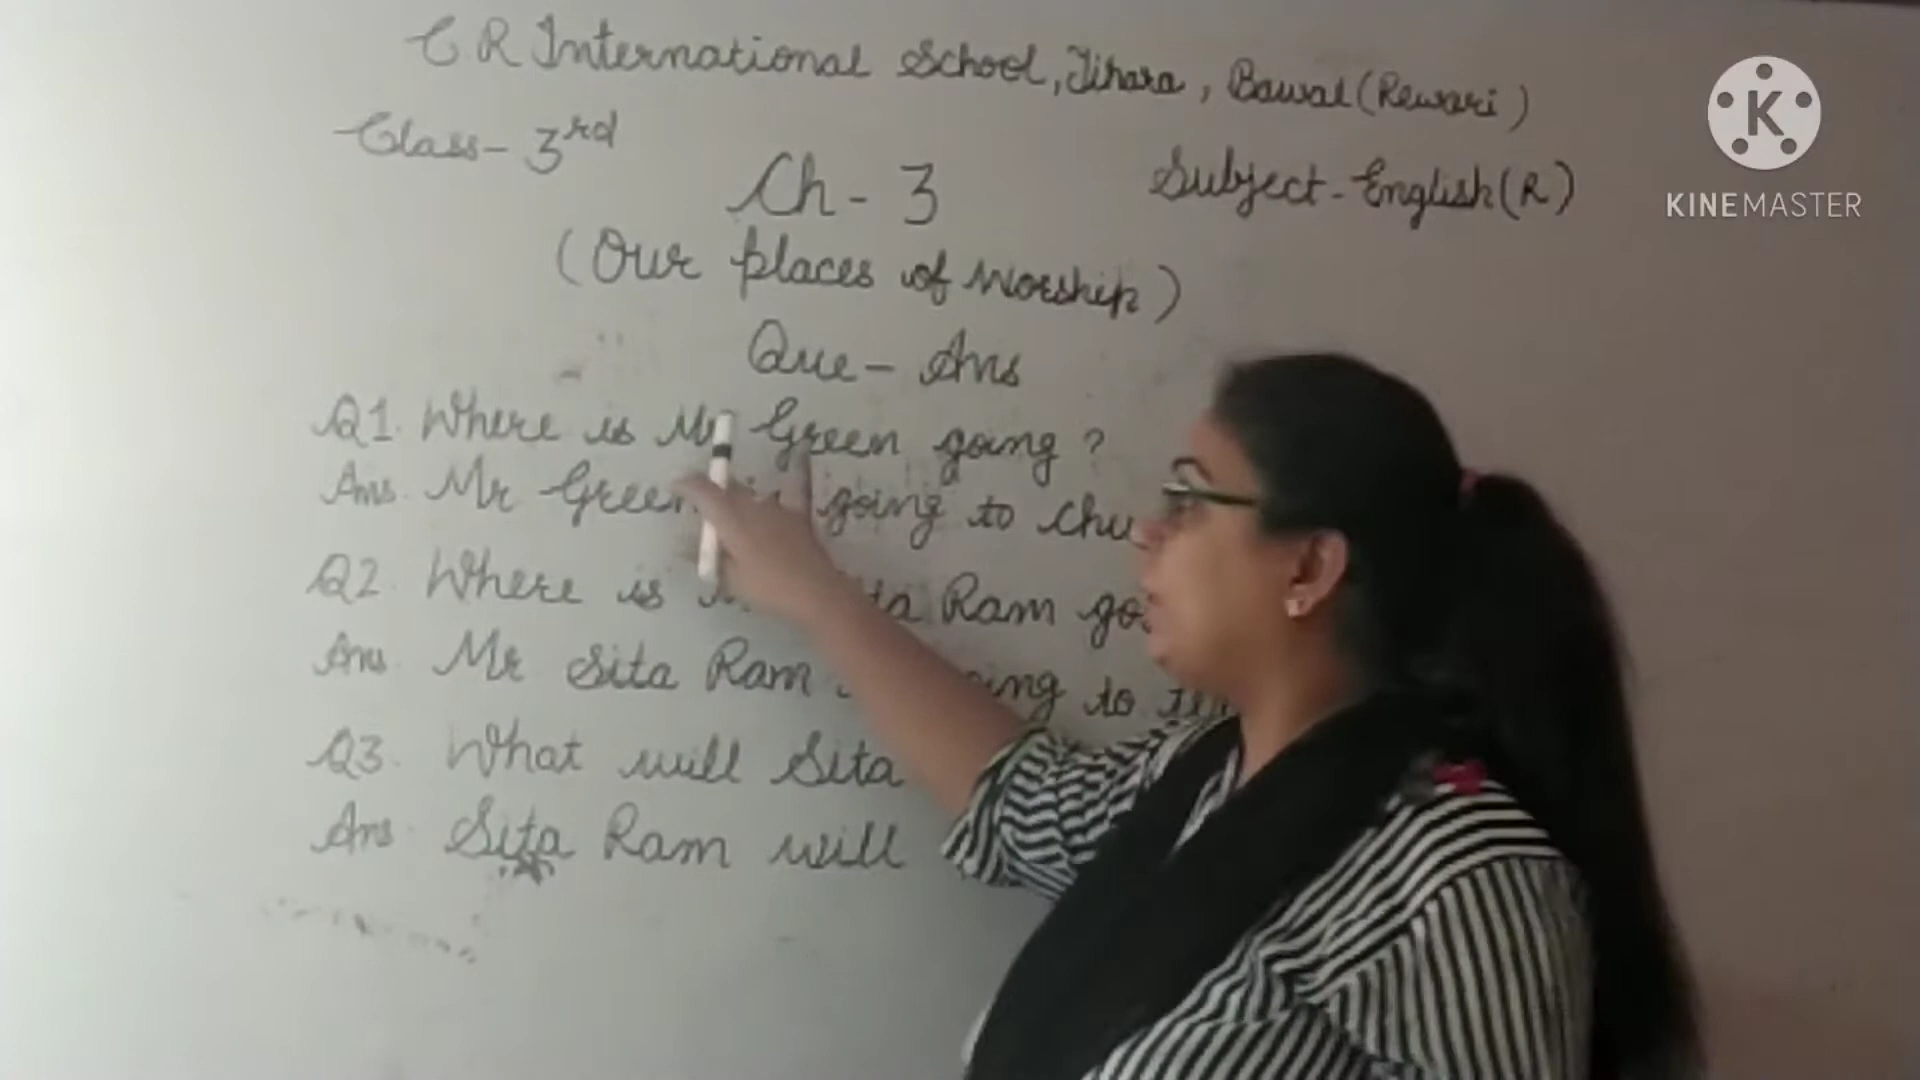 C R International School, Jihara, Bawal (Rewari)
Class - 3rd
Ch - 3
Subject - English (R)
(Our places of Worship)
Que - Ans
Q1. Where is Mr Green going?
Ans. Mr Green is going to
Q2. Where is Ram
Ans. Mr Sita Ram going to
Q3. What will Sita
Ans. Sita Ram will
K
KINEMASTER